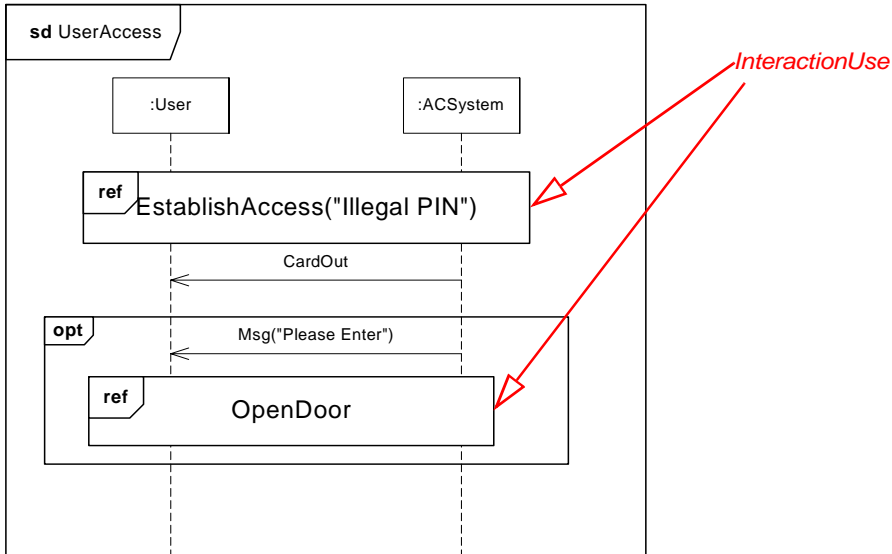 sd UserAccess
InteractionUse
:User
:ACSystem
ref
EstablishAccess("Illegal PIN")
CardOut
opt
Msg("Please Enter")
ref
OpenDoor